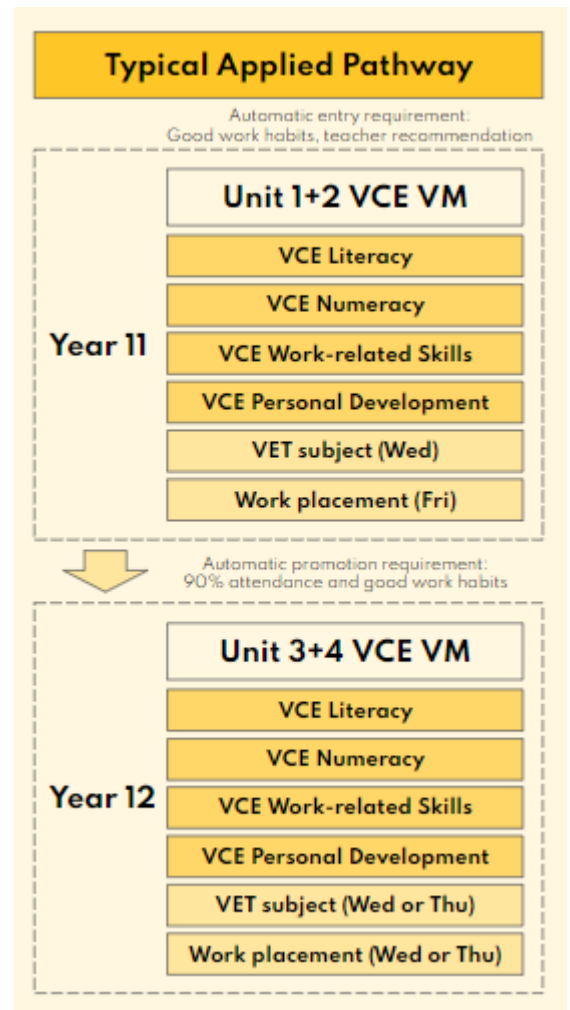 Typical Applied Pathway
Automatic entry requirement:
Good work habits, teacher recommendation
Year 11
Unit 1+2 VCE VM
VCE Literacy
VCE Numeracy
VCE Work-related Skills
VCE Personal Development
VET subject (Wed)
Work placement (Fri)
Automatic promotion requirement:
90% attendance and good work habits
Year 12
Unit 3+4 VCE VM
VCE Literacy
VCE Numeracy
VCE Work-related Skills
VCE Personal Development
VET subject (Wed or Thu)
Work placement (Wed or Thu)